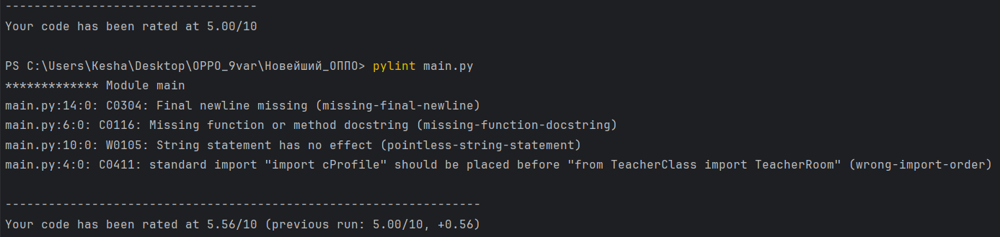 -----------------------------------
Your code has been rated at 5.00/10
PS C:\Users\Kesha\Desktop\OPPO_9var\Новейший_ОППО> pylint main.py
************* Module main
main.py:14:0: C0304: Final newline missing (missing-final-newline)
main.py:6:0: C0116: Missing function or method docstring (missing-function-docstring)
main.py:10:0: W0105: String statement has no effect (pointless-string-statement)
main.py:4:0: C0411: standard import "import cProfile" should be placed before "from TeacherClass import TeacherRoom" (wrong-import-order)
------------------------------------------------------------------
Your code has been rated at 5.56/10 (previous run: 5.00/10, +0.56)